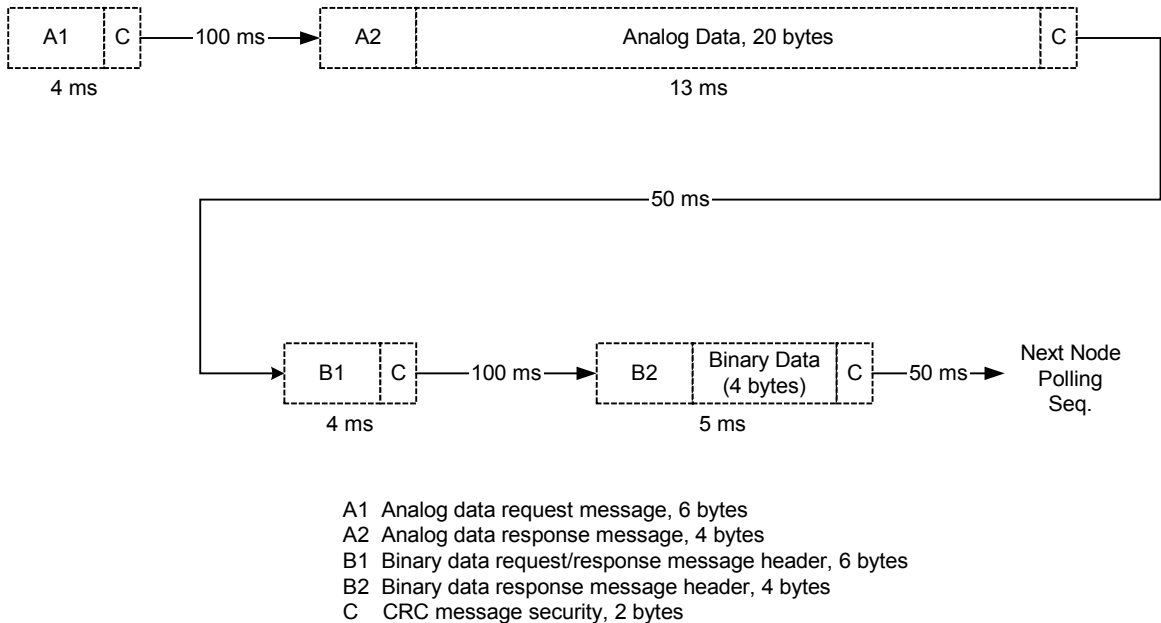 A1 C 100 ms A2 Analog Data, 20 bytes C
4 ms 13 ms
50 ms
B1 C 100 ms B2 Binary Data
(4 bytes) C 50 ms Next Node
Polling
Seq.
4 ms 5 ms
A1 Analog data request message, 6 bytes
A2 Analog data response message, 4 bytes
B1 Binary data request/response message header, 6 bytes
B2 Binary data response message header, 4 bytes
C CRC message security, 2 bytes